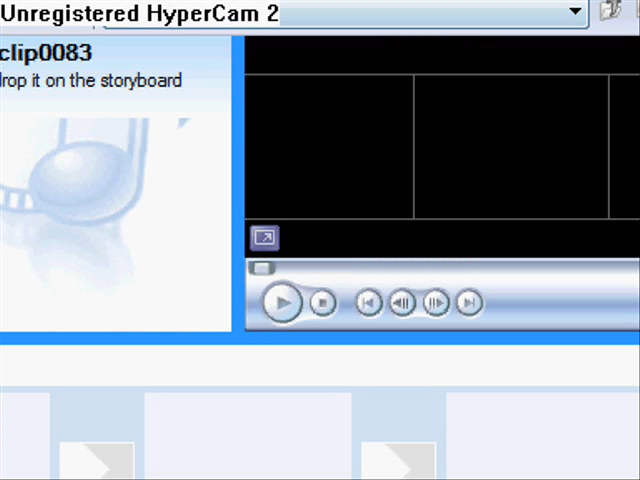 Unregistered HyperCam 2
clip0083
rop it on the storyboard